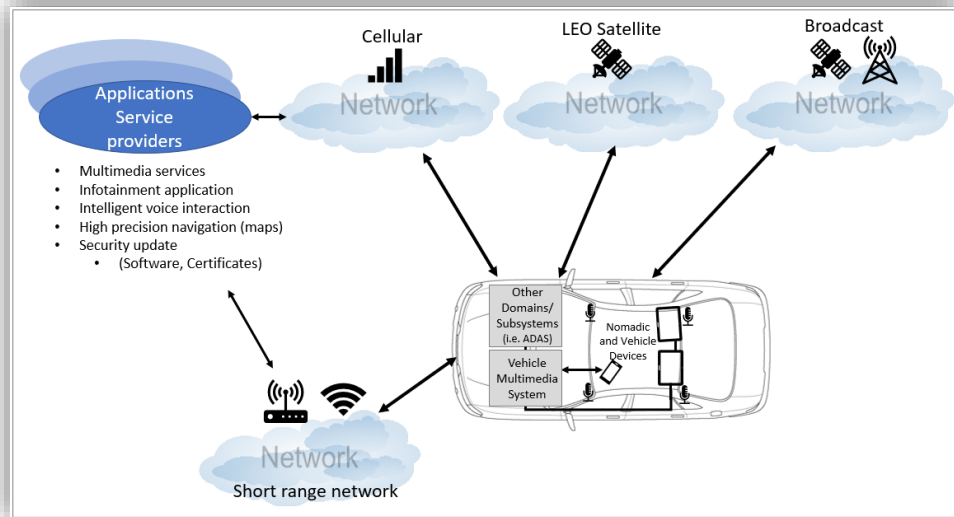 Cellular
LEO Satellite
Broadcast
Network
Network
Network
Applications
Service
providers
• Multimedia services
• Infotainment application
• Intelligent voice interaction
• High precision navigation (maps)
• Security update
• (Software, Certificates)
Other
Domains/
Subsystems
(i.e. ADAS)
Nomadic
and Vehicle
Devices
Vehicle
Multimedia
System
Network
Short range network